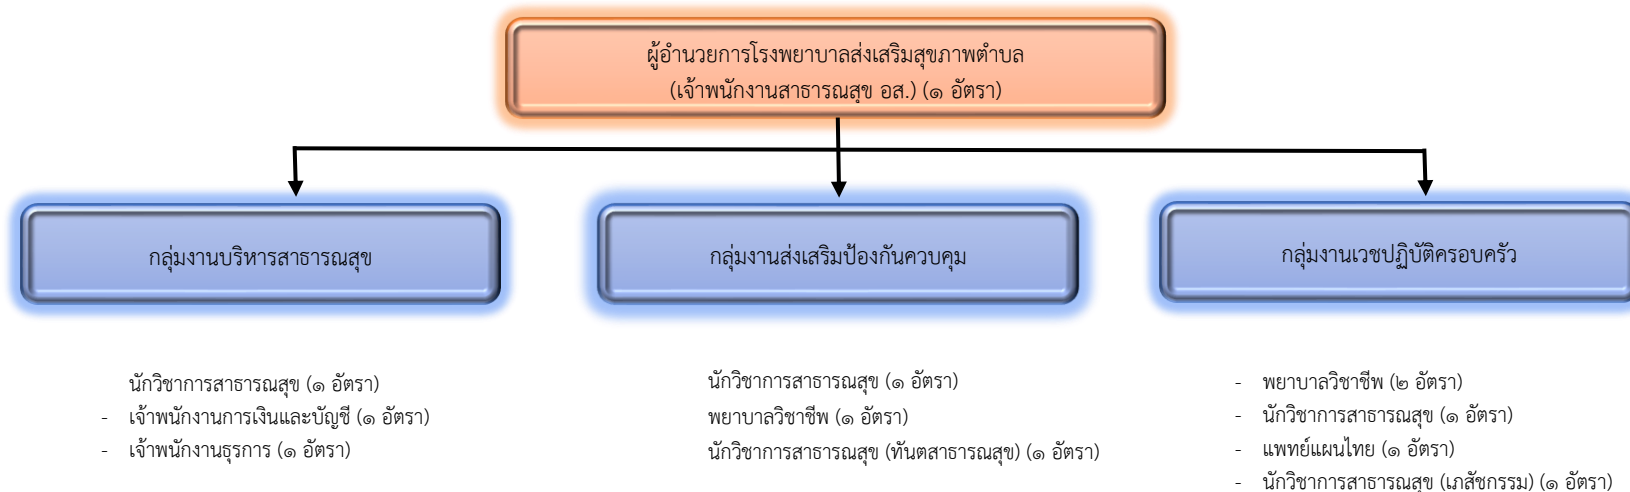 ผู้อำนวยการโรงพยาบาลส่งเสริมสุขภาพตำบล
(เจ้าพนักงานสาธารณสุข อส.) (๑ อัตรา)
กลุ่มงานบริหารสาธารณสุข
กลุ่มงานส่งเสริมป้องกันควบคุม
กลุ่มงานเวชปฏิบัติครอบครัว
นักวิชาการสาธารณสุข (๑ อัตรา)
- เจ้าพนักงานการเงินและบัญชี (๑ อัตรา)
- เจ้าพนักงานธุรการ (๑ อัตรา)
นักวิชาการสาธารณสุข (๑ อัตรา)
พยาบาลวิชาชีพ (๑ อัตรา)
นักวิชาการสาธารณสุข (ทันตสาธารณสุข) (๑ อัตรา)
- พยาบาลวิชาชีพ (๒ อัตรา)
- นักวิชาการสาธารณสุข (๑ อัตรา)
- แพทย์แผนไทย (๑ อัตรา)
- นักวิชาการสาธารณสุข (เภสัชกรรม) (๑ อัตรา)